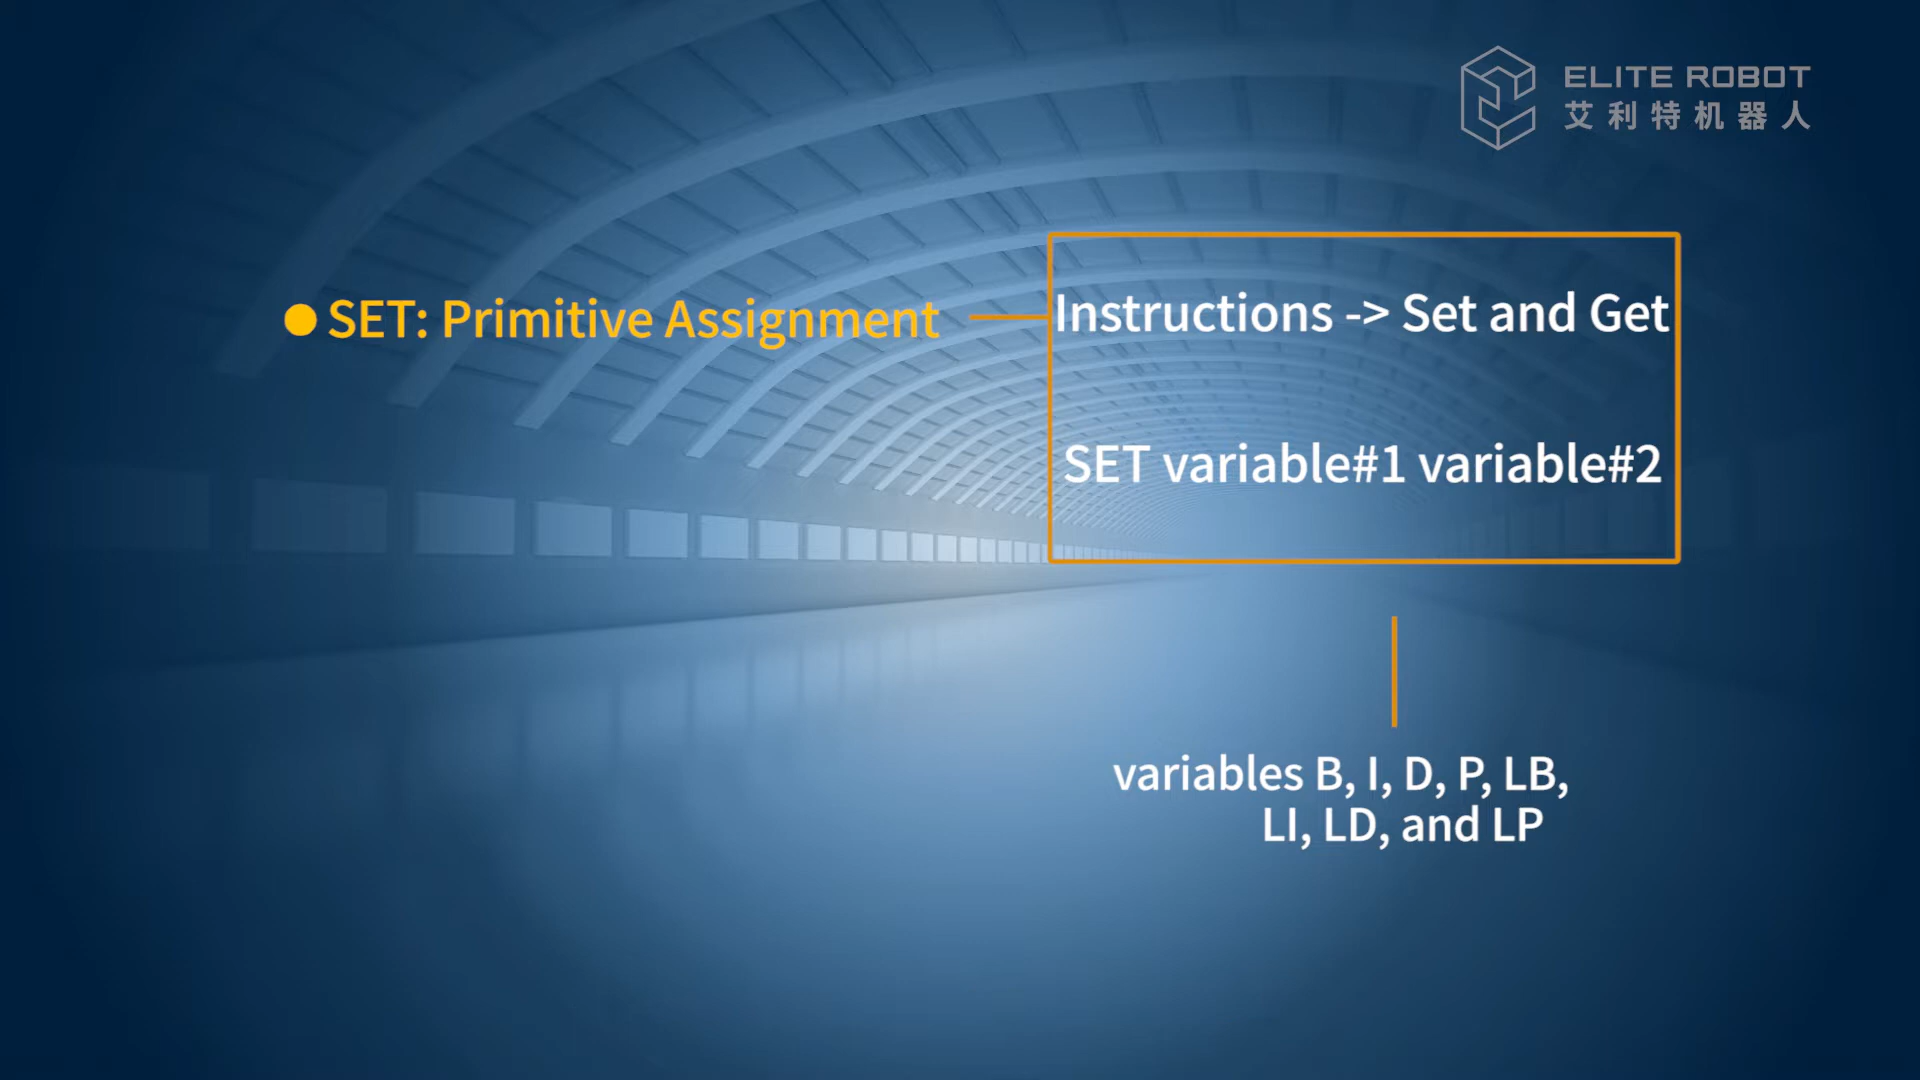 ELITE ROBOT
艾利特机器人
SET: Primitive Assignment
Instructions -> Set and Get
SET variable#1 variable#2
variables B, I, D, P, LB,
LI, LD, and LP